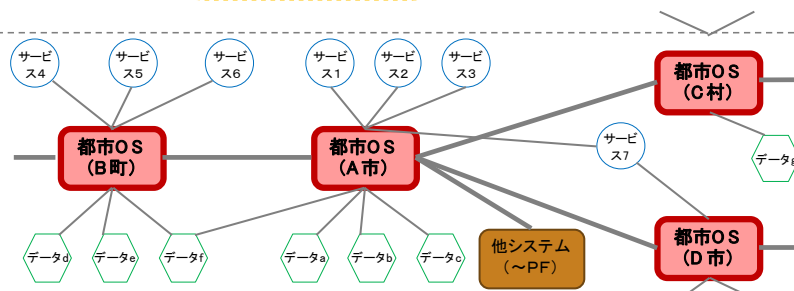 サービ
ス4
サービ
ス5
サービ
ス6
サービ
ス1
サービ
ス2
サービ
ス3
都市OS
(C村)
都市OS
(B町)
都市OS
(A市)
サービ
ス7
データg
データd
データe
データf
データa
データb
データc
他システム
(～PF)
都市OS
(D市)